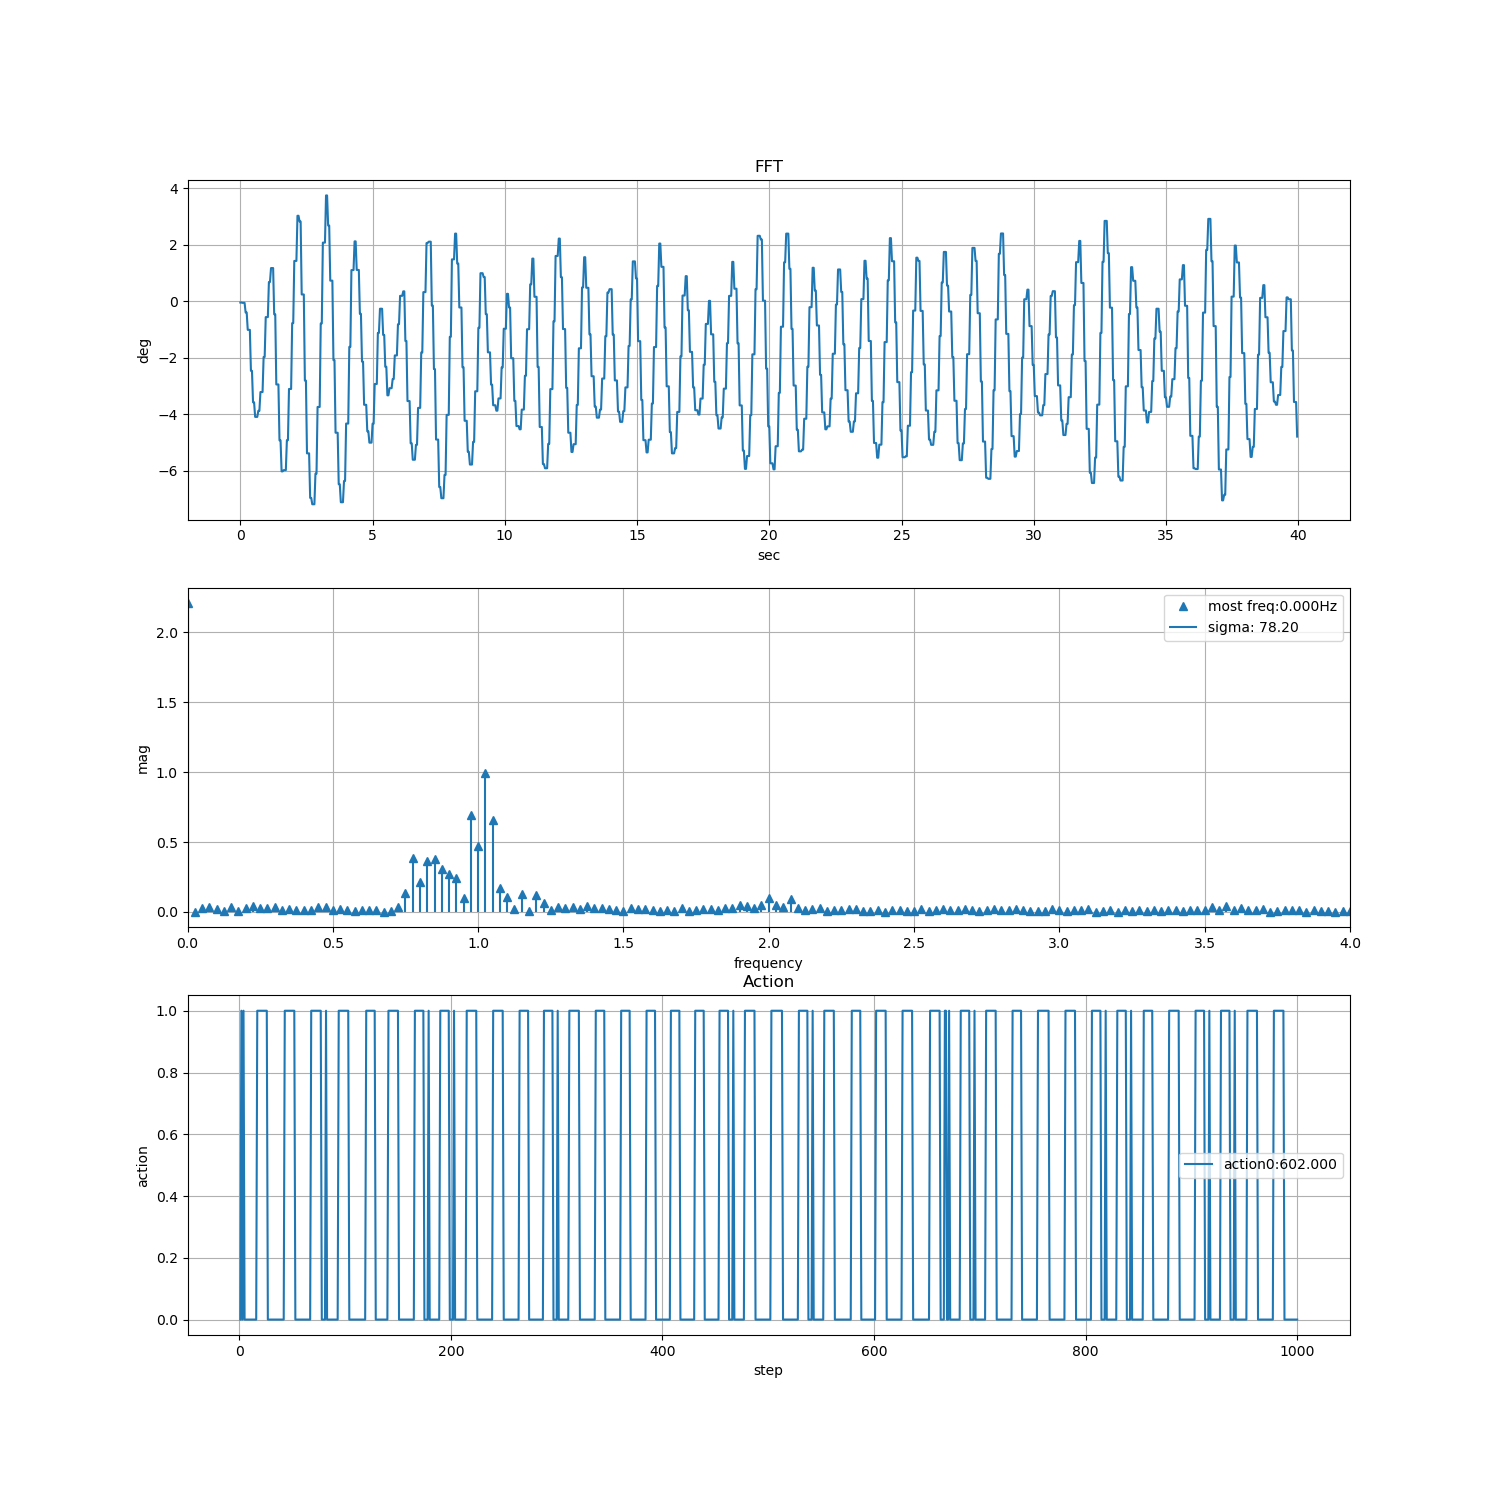 FFT
4
2
0
−2
−4
−6
deg
0 5 10 15 20 25 30 35 40
sec
most freq:0.000Hz
sigma: 78.20
2.0
1.5
1.0
0.5
0.0
mag
0.0 0.5 1.0 1.5 2.0 2.5 3.0 3.5 4.0
frequency
Action
1.0
0.8
0.6
0.4
0.2
0.0
action
action0:602.000
0 200 400 600 800 1000
step